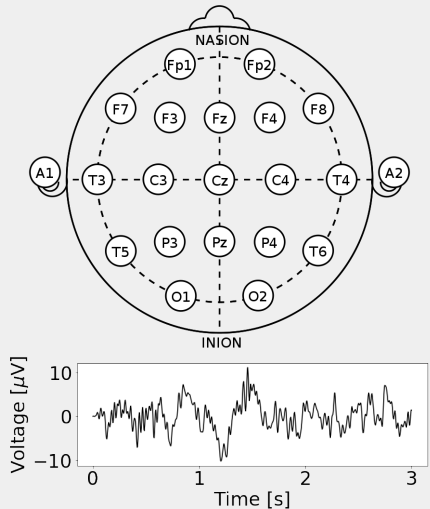 NASION
Fp1 Fp2
F7 F3 Fz F4 F8
A1 T3 C3 Cz C4 T4 A2
T5 P3 Pz P4 T6
O1 O2
INION
Voltage [μV]
10
0
−10
0 1 2 3
Time [s]